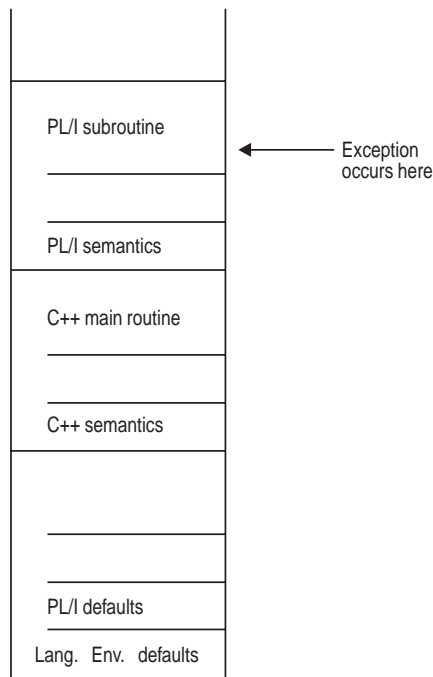 PL/I subroutine
Exception
occurs here
PL/I semantics
C++ main routine
C++ semantics
PL/I defaults
Lang. Env. defaults